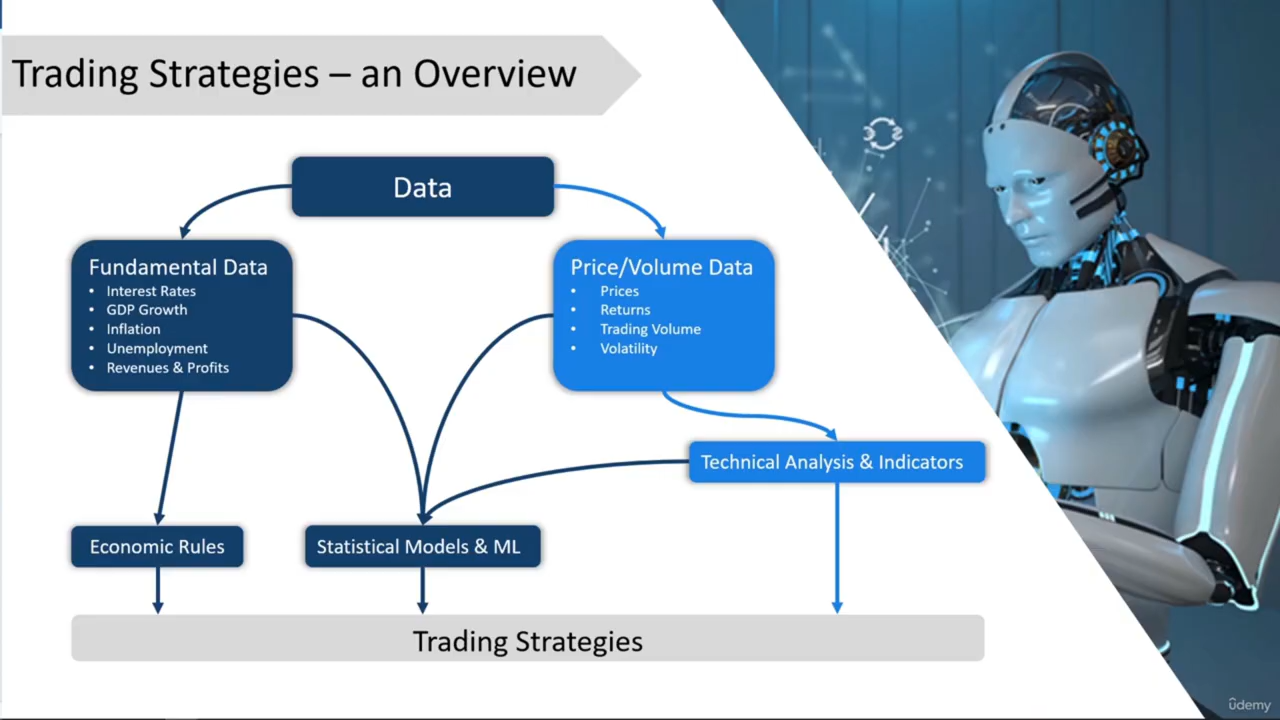 Trading Strategies – an Overview
Data
Fundamental Data
• Interest Rates
• GDP Growth
• Inflation
• Unemployment
• Revenues & Profits
Price/Volume Data
• Prices
• Returns
• Trading Volume
• Volatility
Technical Analysis & Indicators
Economic Rules
Statistical Models & ML
Trading Strategies
ûdemy